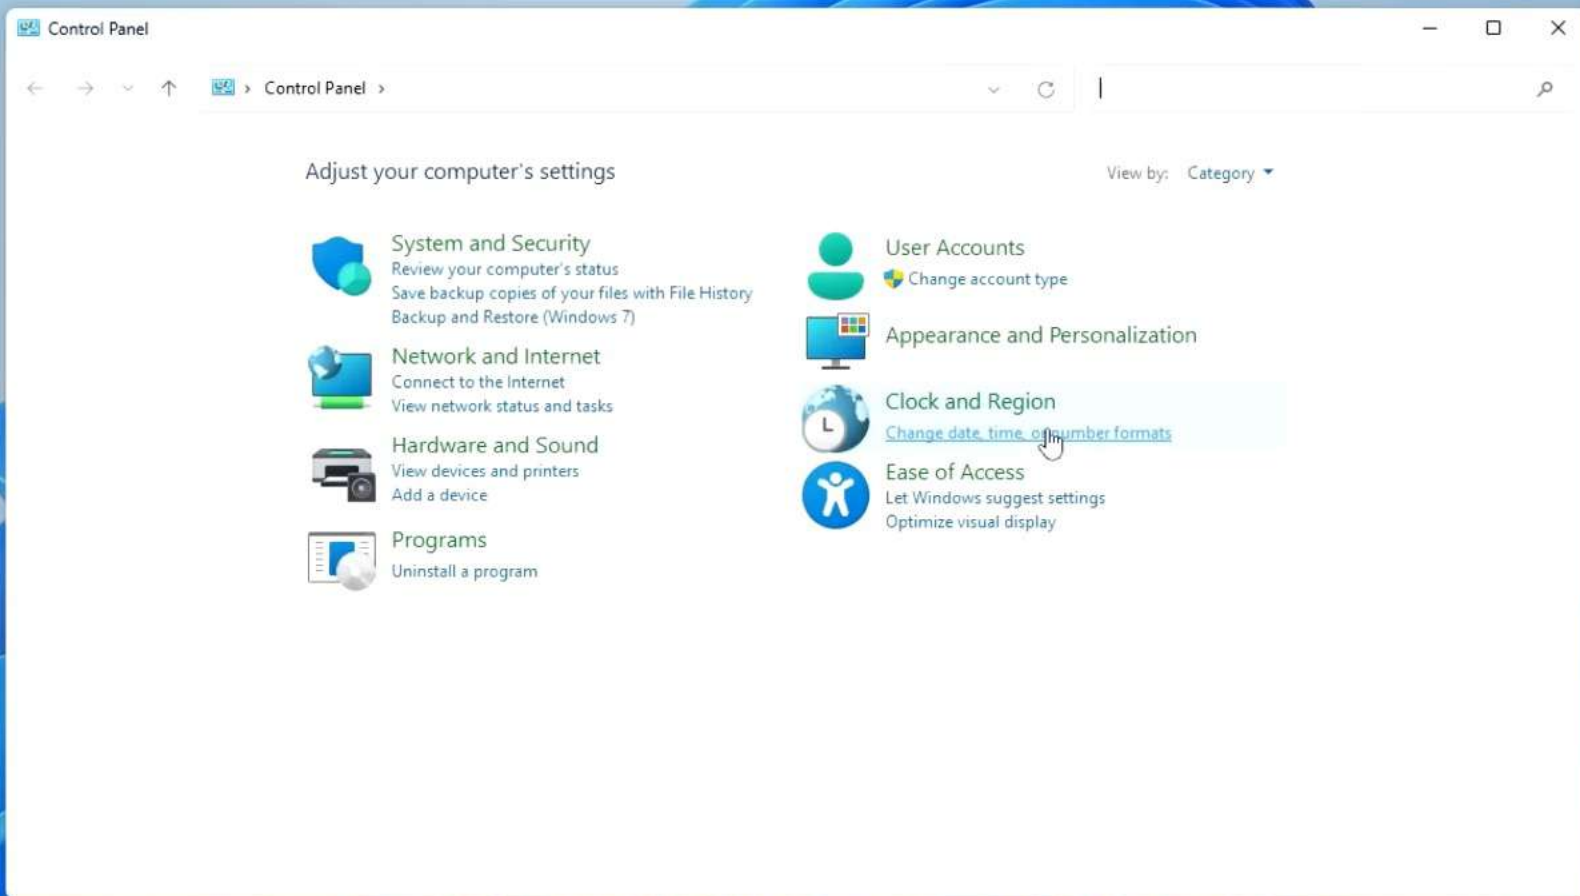 Control Panel
Control Panel
Adjust your computer's settings
View by: Category
System and Security
Review your computer's status
Save backup copies of your files with File History
Backup and Restore (Windows 7)
Network and Internet
Connect to the Internet
View network status and tasks
Hardware and Sound
View devices and printers
Add a device
Programs
Uninstall a program
User Accounts
Change account type
Appearance and Personalization
Clock and Region
Change date, time, or number formats
Ease of Access
Let Windows suggest settings
Optimize visual display